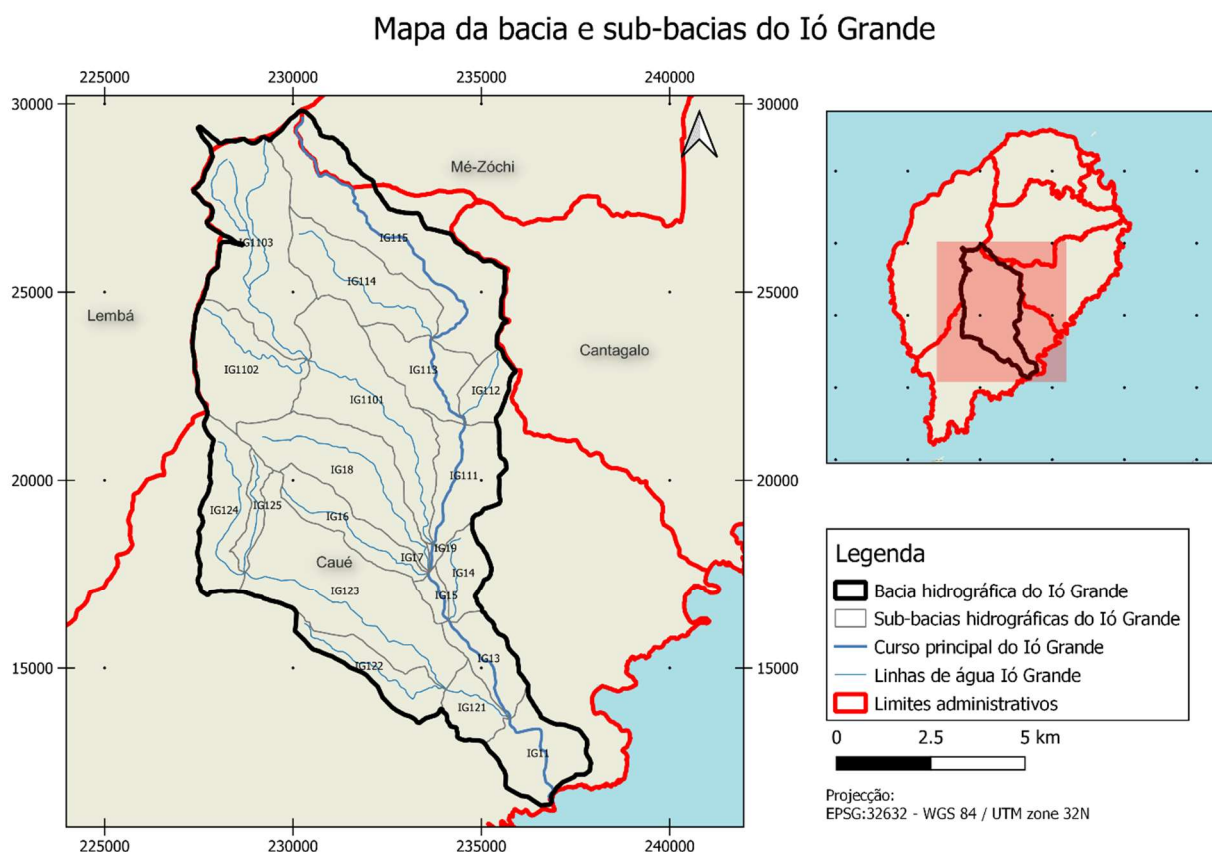 Mapa da bacia e sub-bacias do Ió Grande
225000 230000 235000 240000
30000 30000
Mé-Zóchi
IG115
IG1103
IG114
25000 25000
Lembá
Cantagalo
IG1102
IG113
IG112
IG1101
IG18
IG111
20000 20000
IG124
IG125
IG16
IG19
IG17
Caué
IG14
IG123
IG15
IG13
IG122
15000 15000
IG121
IG11
225000 230000 235000 240000
Legenda
Bacia hidrográfica do Ió Grande
Sub-bacias hidrográficas do Ió Grande
Curso principal do Ió Grande
Linhas de água Ió Grande
Limites administrativos
0 2.5 5 km
Projecção:
EPSG:32632 - WGS 84 / UTM zone 32N